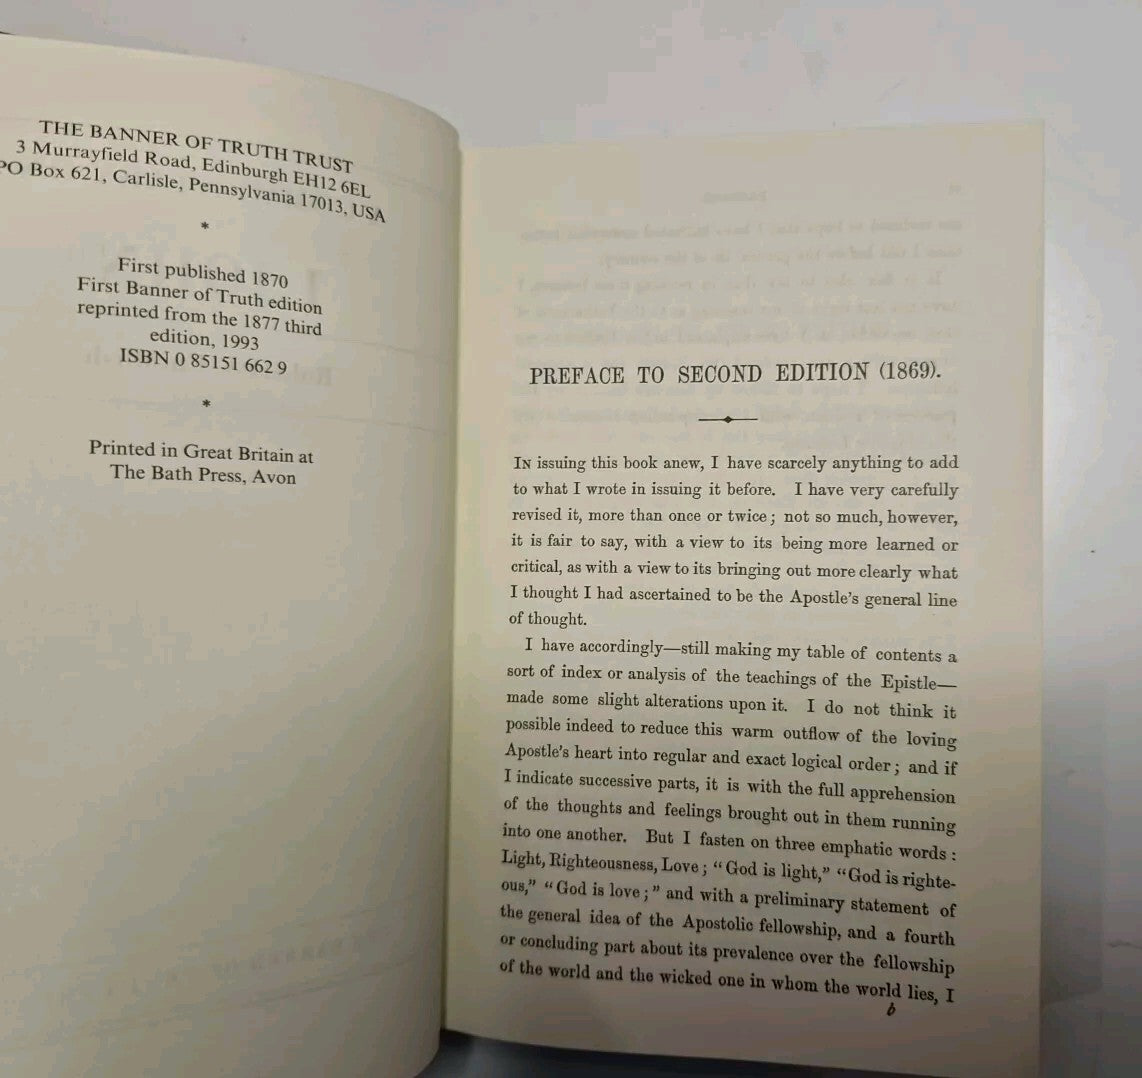 THE BANNER OF TRUTH TRUST
3 Murrayfield Road, Edinburgh EH12 6EL
PO Box 621, Carlisle, Pennsylvania 17013, USA
*
First published 1870
First Banner of Truth edition
reprinted from the 1877 third
edition, 1993
ISBN 0 85151 662 9
*
Printed in Great Britain at
The Bath Press, Avon
PREFACE TO SECOND EDITION (1869).
IN issuing this book anew, I have scarcely anything to add
to what I wrote in issuing it before. I have very carefully
revised it, more than once or twice; not so much, however,
it is fair to say, with a view to its being more learned or
critical, as with a view to its bringing out more clearly what
I thought I had ascertained to be the Apostle's general line
of thought.
I have accordingly—still making my table of contents a
sort of index or analysis of the teachings of the Epistle—
made some slight alterations upon it. I do not think it
possible indeed to reduce this warm outflow of the loving
Apostle's heart into regular and exact logical order; and if
I indicate successive parts, it is with the full apprehension
of the thoughts and feelings brought out in them running
into one another. But I fasten on three emphatic words:
Light, Righteousness, Love; "God is light," "God is righte-
ous," "God is love;" and with a preliminary statement of
the general idea of the Apostolic fellowship, and a fourth
or concluding part about its prevalence over the fellowship
of the world and the wicked one in whom the world lies, I
b